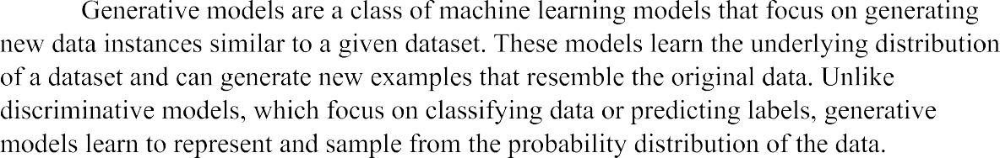 Generative models are a class of machine learning models that focus on generating
new data instances similar to a given dataset. These models learn the underlying distribution
of a dataset and can generate new examples that resemble the original data. Unlike
discriminative models, which focus on classifying data or predicting labels, generative
models learn to represent and sample from the probability distribution of the data.